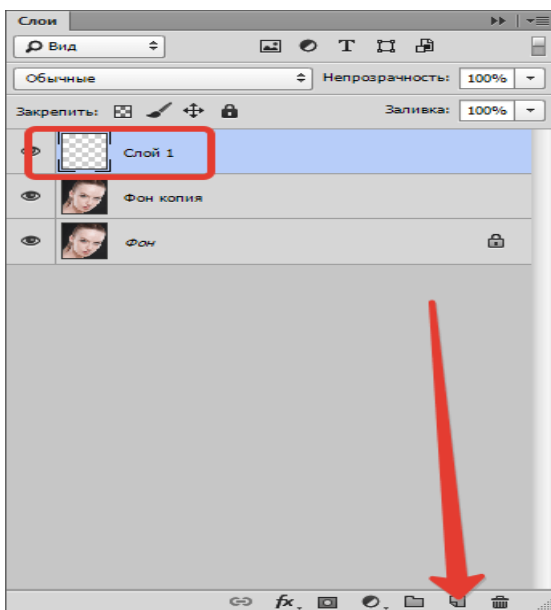 Слои
Вид
Обычные Непрозрачность: 100%
Закрепить: Заливка: 100%
Слой 1
Фон копия
Фон
fx